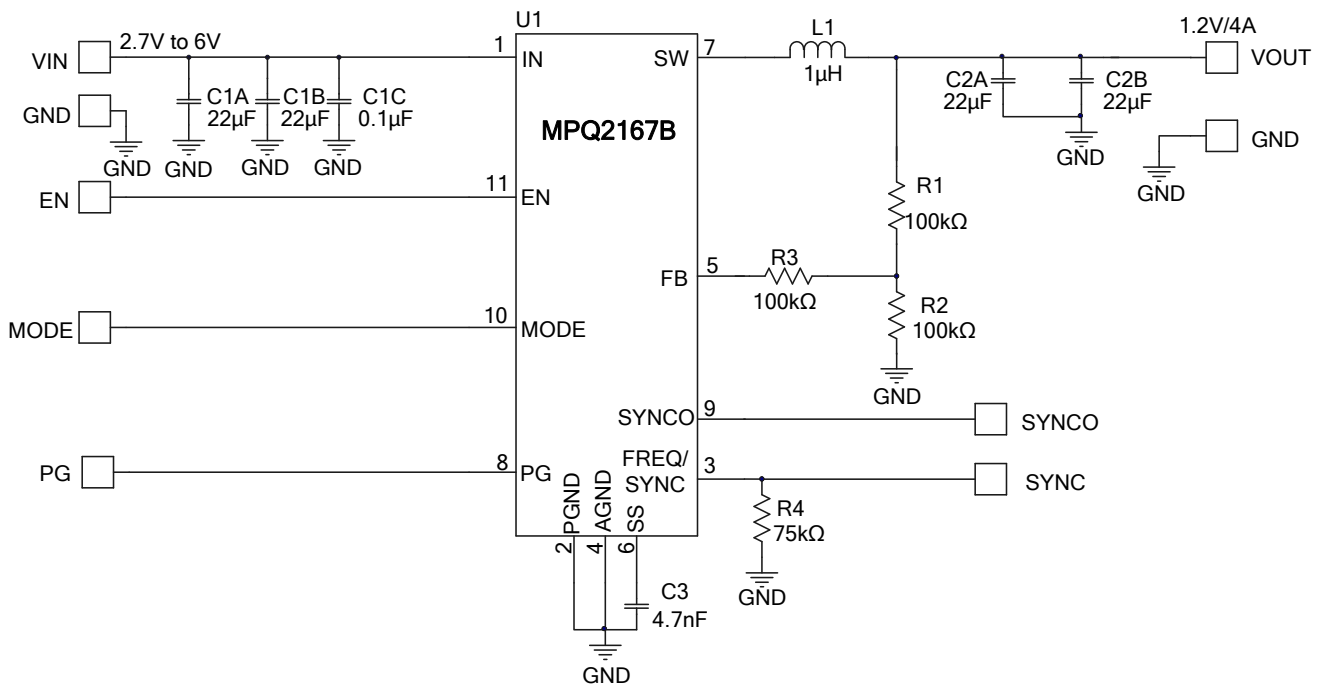 U1
VIN
2.7V to 6V
1
IN
SW
7
L1
1µH
1.2V/4A
VOUT
C1A
22µF
C1B
22µF
C1C
0.1µF
C2A
22µF
C2B
22µF
GND
GND
GND
GND
GND
MPQ2167B
GND
GND
GND
EN
11
EN
R1
100kΩ
FB
5
R3
100kΩ
R2
100kΩ
GND
MODE
10
MODE
SYNCO
9
SYNCO
PG
8
PG
FREQ/
SYNC
3
SYNC
R4
75kΩ
GND
PGND
AGND
SS
2
4
6
C3
4.7nF
GND